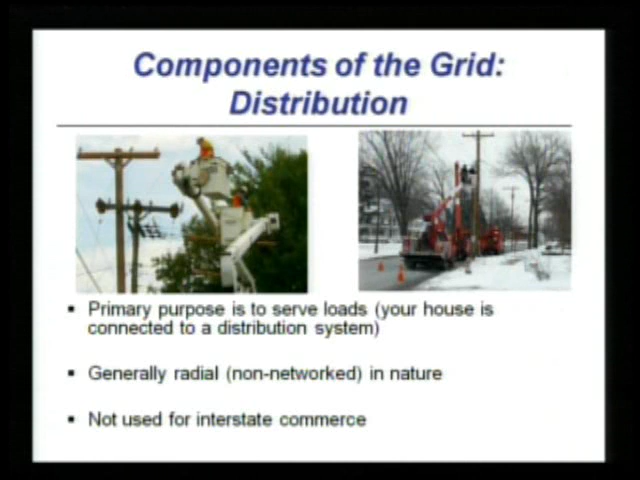 Components of the Grid:
Distribution
▪ Primary purpose is to serve loads (your house is
connected to a distribution system)
▪ Generally radial (non-networked) in nature
▪ Not used for interstate commerce